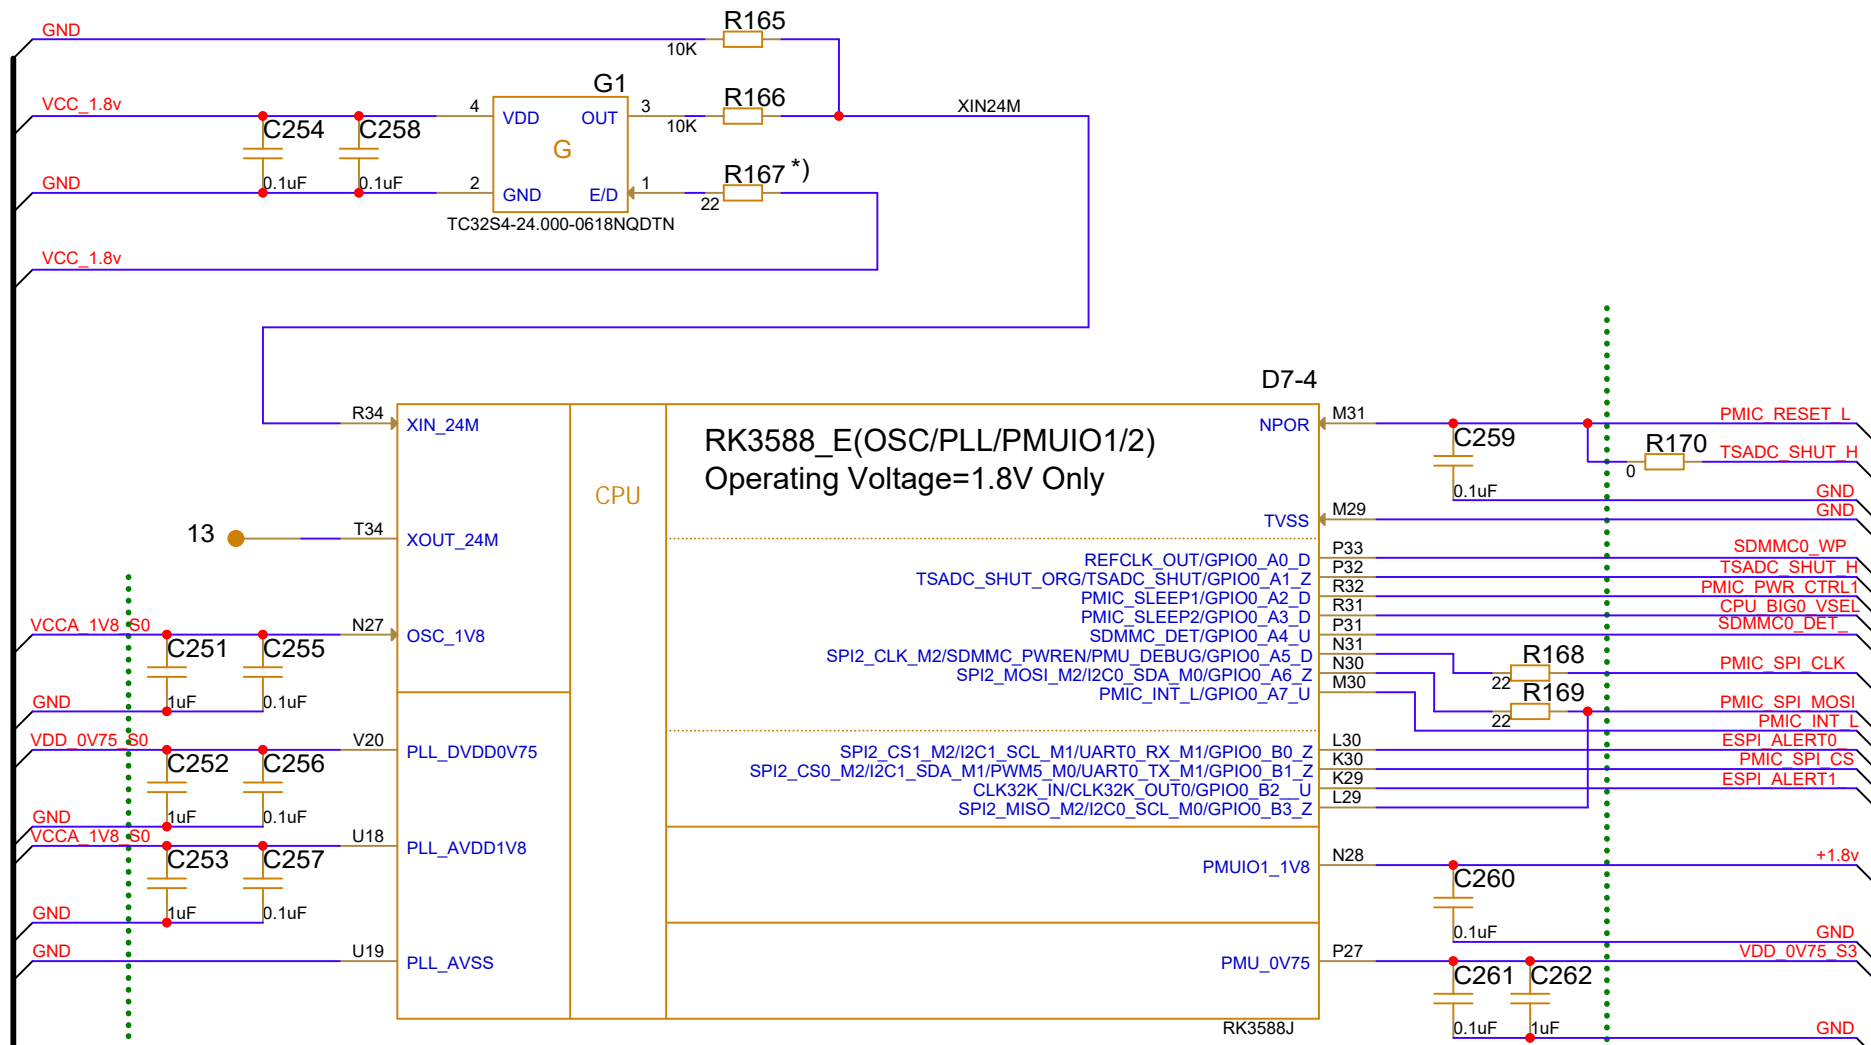 GND
R165
10K
G1
VCC_1.8v
4
VDD
OUT
3
R166
10K
XIN24M
C254
C258
G
0.1uF
0.1uF
GND
2
GND
E/D
1
R167 *)
22
TC32S4-24.000-0618NQDTN
VCC_1.8v
D7-4
R34
XIN_24M
CPU
RK3588_E(OSC/PLL/PMUIO1/2)
Operating Voltage=1.8V Only
NPOR
M31
PMIC_RESET_L
C259
0.1uF
R170
0
TSADC_SHUT_H
GND
TVSS
M29
GND
13
T34
XOUT_24M
REFCLK_OUT/GPIO0_A0_D
P33
SDMMC0_WP
TSADC_SHUT_ORG/TSADC_SHUT/GPIO0_A1_Z
P32
TSADC_SHUT_H
PMIC_SLEEP1/GPIO0_A2_D
R32
PMIC_PWR_CTRL1
PMIC_SLEEP2/GPIO0_A3_D
R31
CPU_BIG0_VSEL
SDMMC_DET/GPIO0_A4_U
P31
SDMMC0_DET_
SPI2_CLK_M2/SDMMC_PWREN/PMU_DEBUG/GPIO0_A5_D
N31
R168
22
PMIC_SPI_CLK
SPI2_MOSI_M2/I2C0_SDA_M0/GPIO0_A6_Z
N30
R169
22
PMIC_SPI_MOSI
PMIC_INT_L/GPIO0_A7_U
M30
PMIC_INT_L
VCCA_1V8_S0
N27
OSC_1V8
C251
C255
1uF
0.1uF
GND
VDD_0V75_S0
V20
PLL_DVDD0V75
C252
C256
1uF
0.1uF
GND
SPI2_CS1_M2/I2C1_SCL_M1/UART0_RX_M1/GPIO0_B0_Z
L30
ESPI_ALERT0_
SPI2_CS0_M2/I2C1_SDA_M1/PWM5_M0/UART0_TX_M1/GPIO0_B1_Z
K30
PMIC_SPI_CS
CLK32K_IN/CLK32K_OUT0/GPIO0_B2__U
K29
ESPI_ALERT1_
SPI2_MISO_M2/I2C0_SCL_M0/GPIO0_B3_Z
L29
VCCA_1V8_S0
U18
PLL_AVDD1V8
C253
C257
1uF
0.1uF
GND
PMUIO1_1V8
N28
+1.8v
C260
0.1uF
GND
GND
U19
PLL_AVSS
PMU_0V75
P27
VDD_0V75_S3
C261
C262
0.1uF
1uF
GND
RK3588J